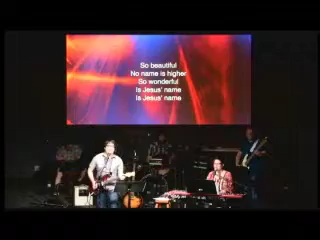 So beautiful
No name is higher
So wonderful
Is Jesus' name
Is Jesus' name